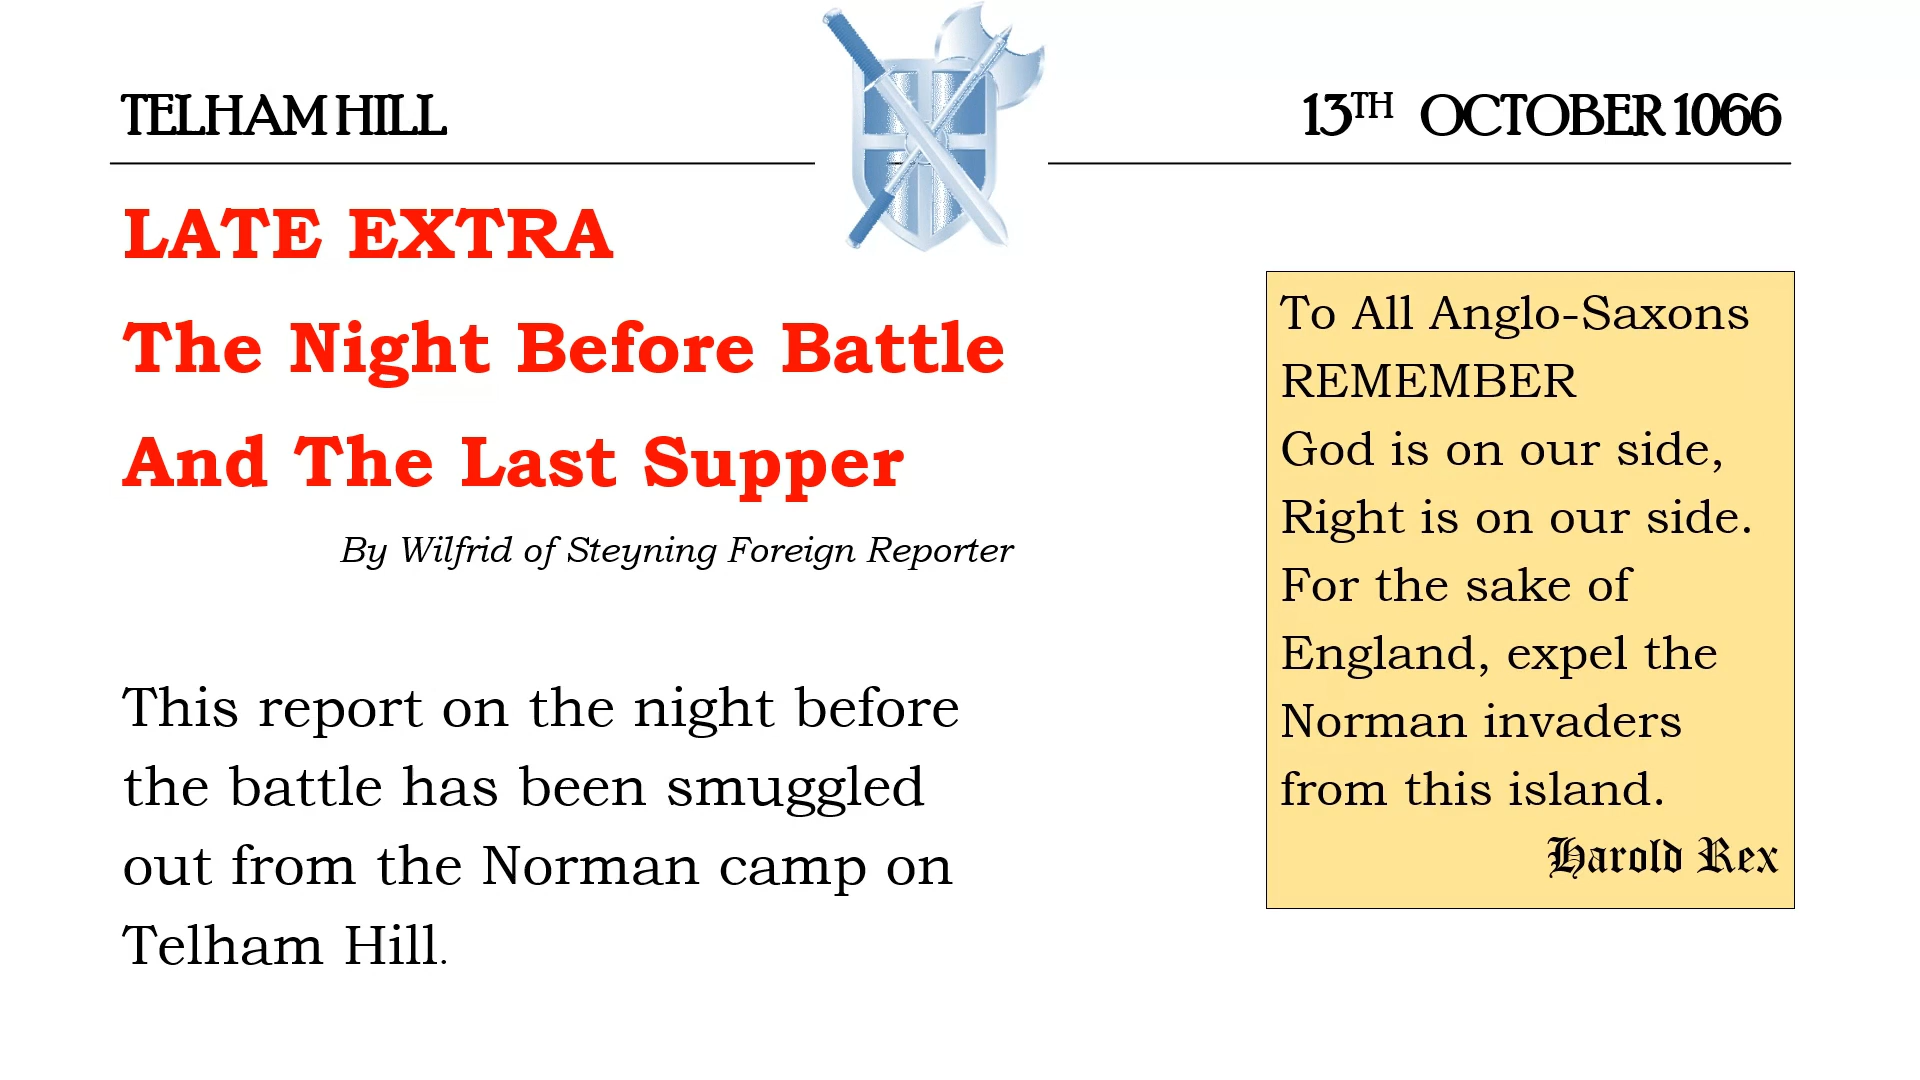 TELHAM HILL
13TH OCTOBER 1066
LATE EXTRA
The Night Before Battle
And The Last Supper
By Wilfrid of Steyning Foreign Reporter
This report on the night before
the battle has been smuggled
out from the Norman camp on
Telham Hill.
To All Anglo-Saxons
REMEMBER
God is on our side,
Right is on our side.
For the sake of
England, expel the
Norman invaders
from this island.
Harold Rex